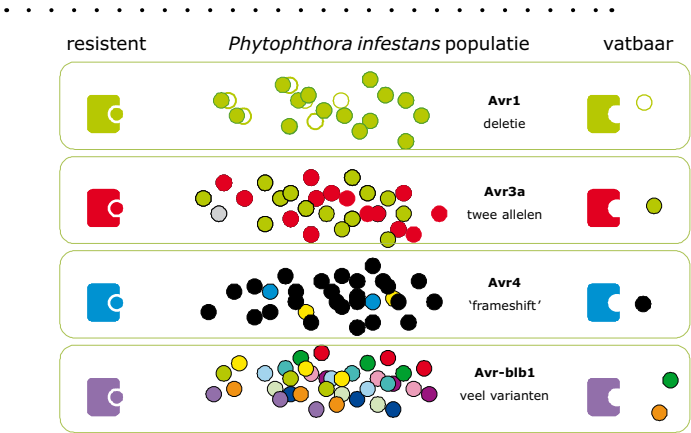 resistent Phytophthora infestans populatie vatbaar
Avr1
deletie
Avr3a
twee allelen
Avr4
‘frameshift’
Avr-blb1
veel varianten